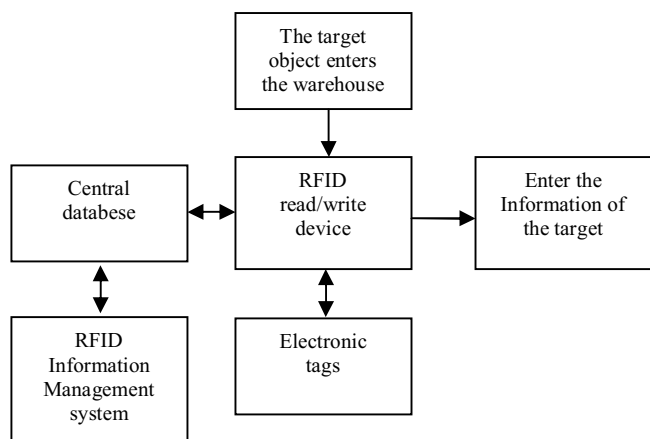 The target
object enters
the warehouse
Central
databese
RFID
read/write
device
Enter the
Information of
the target
RFID
Information
Management
system
Electronic
tags